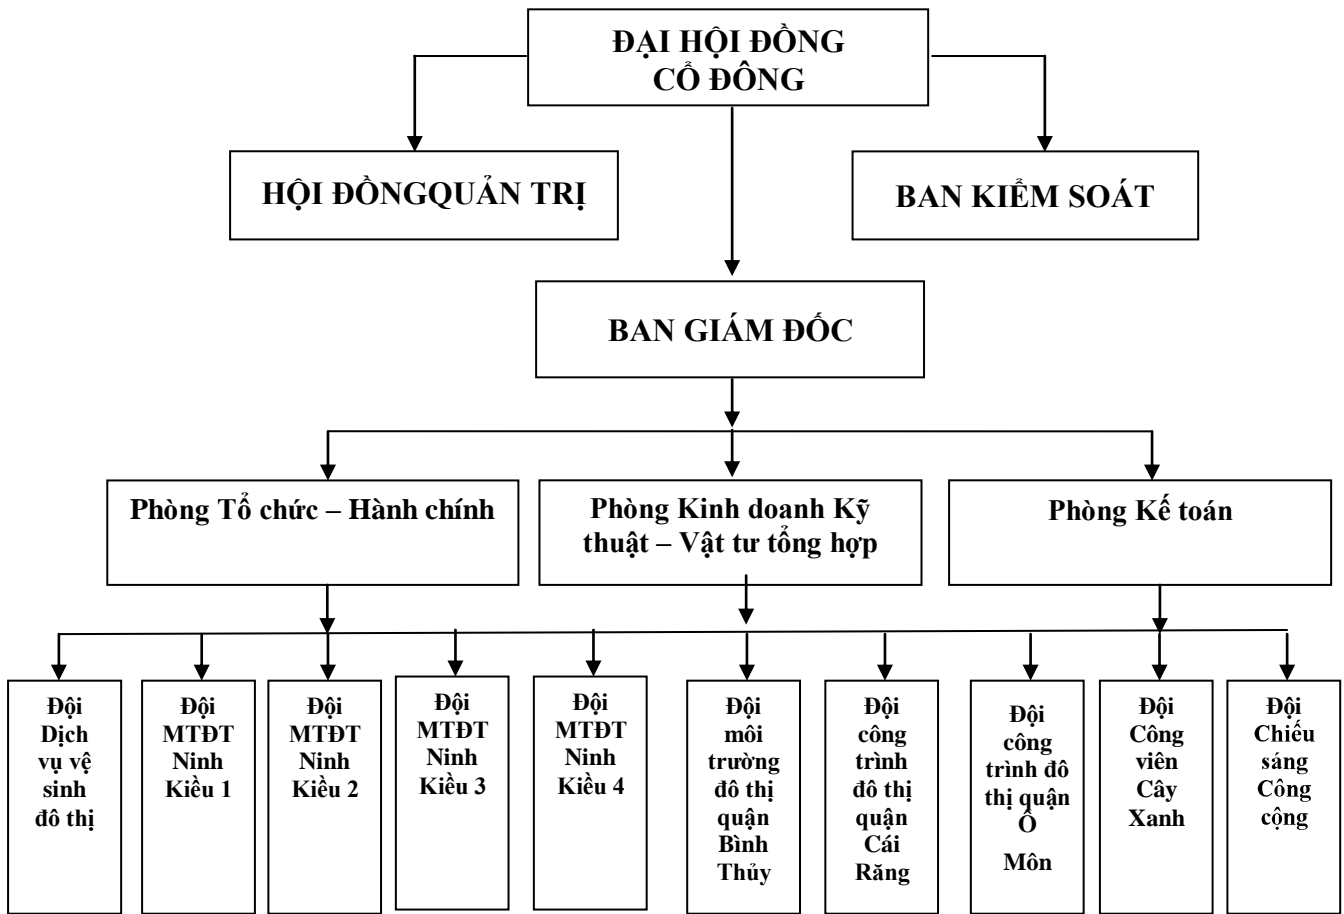 ĐẠI HỘI ĐỒNG
CỔ ĐÔNG
HỘI ĐỒNGQUẢN TRỊ
BAN KIỂM SOÁT
BAN GIÁM ĐỐC
Phòng Tổ chức – Hành chính
Phòng Kinh doanh Kỹ
thuật – Vật tư tổng hợp
Phòng Kế toán
Đội
Dịch
vụ vệ
sinh
đô thị
Đội
MTĐT
Ninh
Kiều 1
Đội
MTĐT
Ninh
Kiều 2
Đội
MTĐT
Ninh
Kiều 3
Đội
MTĐT
Ninh
Kiều 4
Đội
môi
trường
đô thị
quận
Bình
Thủy
Đội
công
trình
đô thị
quận
Cái
Răng
Đội
công
trình đô
thị quận
Ô
Môn
Đội
Công
viên
Cây
Xanh
Đội
Chiếu
sáng
Công
cộng